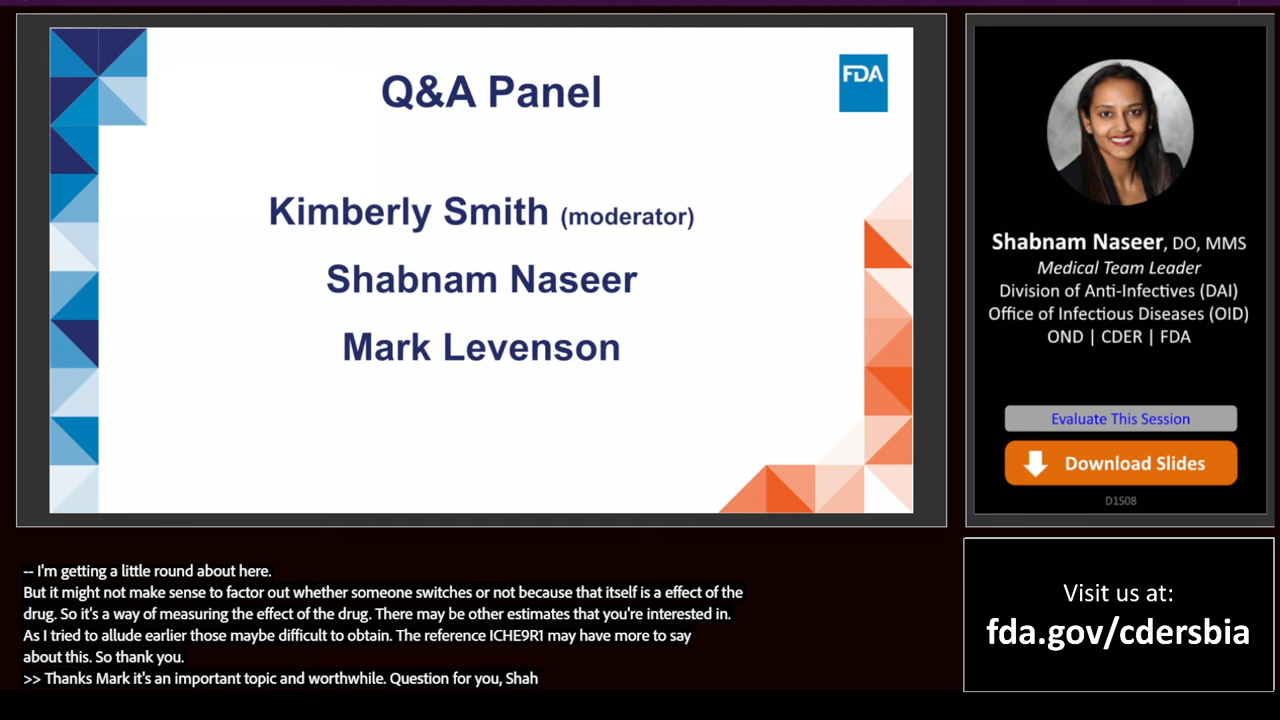 Q&A Panel
FDA
Kimberly Smith (moderator)
Shabnam Naseer
Mark Levenson
Shabnam Naseer, DO, MMS
Medical Team Leader
Division of Anti-Infectives (DAI)
Office of Infectious Diseases (OID)
OND | CDER | FDA
Evaluate This Session
Download Slides
D1S08
-- I'm getting a little round about here.
But it might not make sense to factor out whether someone switches or not because that itself is a effect of the
drug. So it's a way of measuring the effect of the drug. There may be other estimates that you're interested in.
As I tried to allude earlier those maybe difficult to obtain. The reference ICHE9R1 may have more to say
about this. So thank you.
>> Thanks Mark it's an important topic and worthwhile. Question for you, Shah
Visit us at:
fda.gov/cdersbia